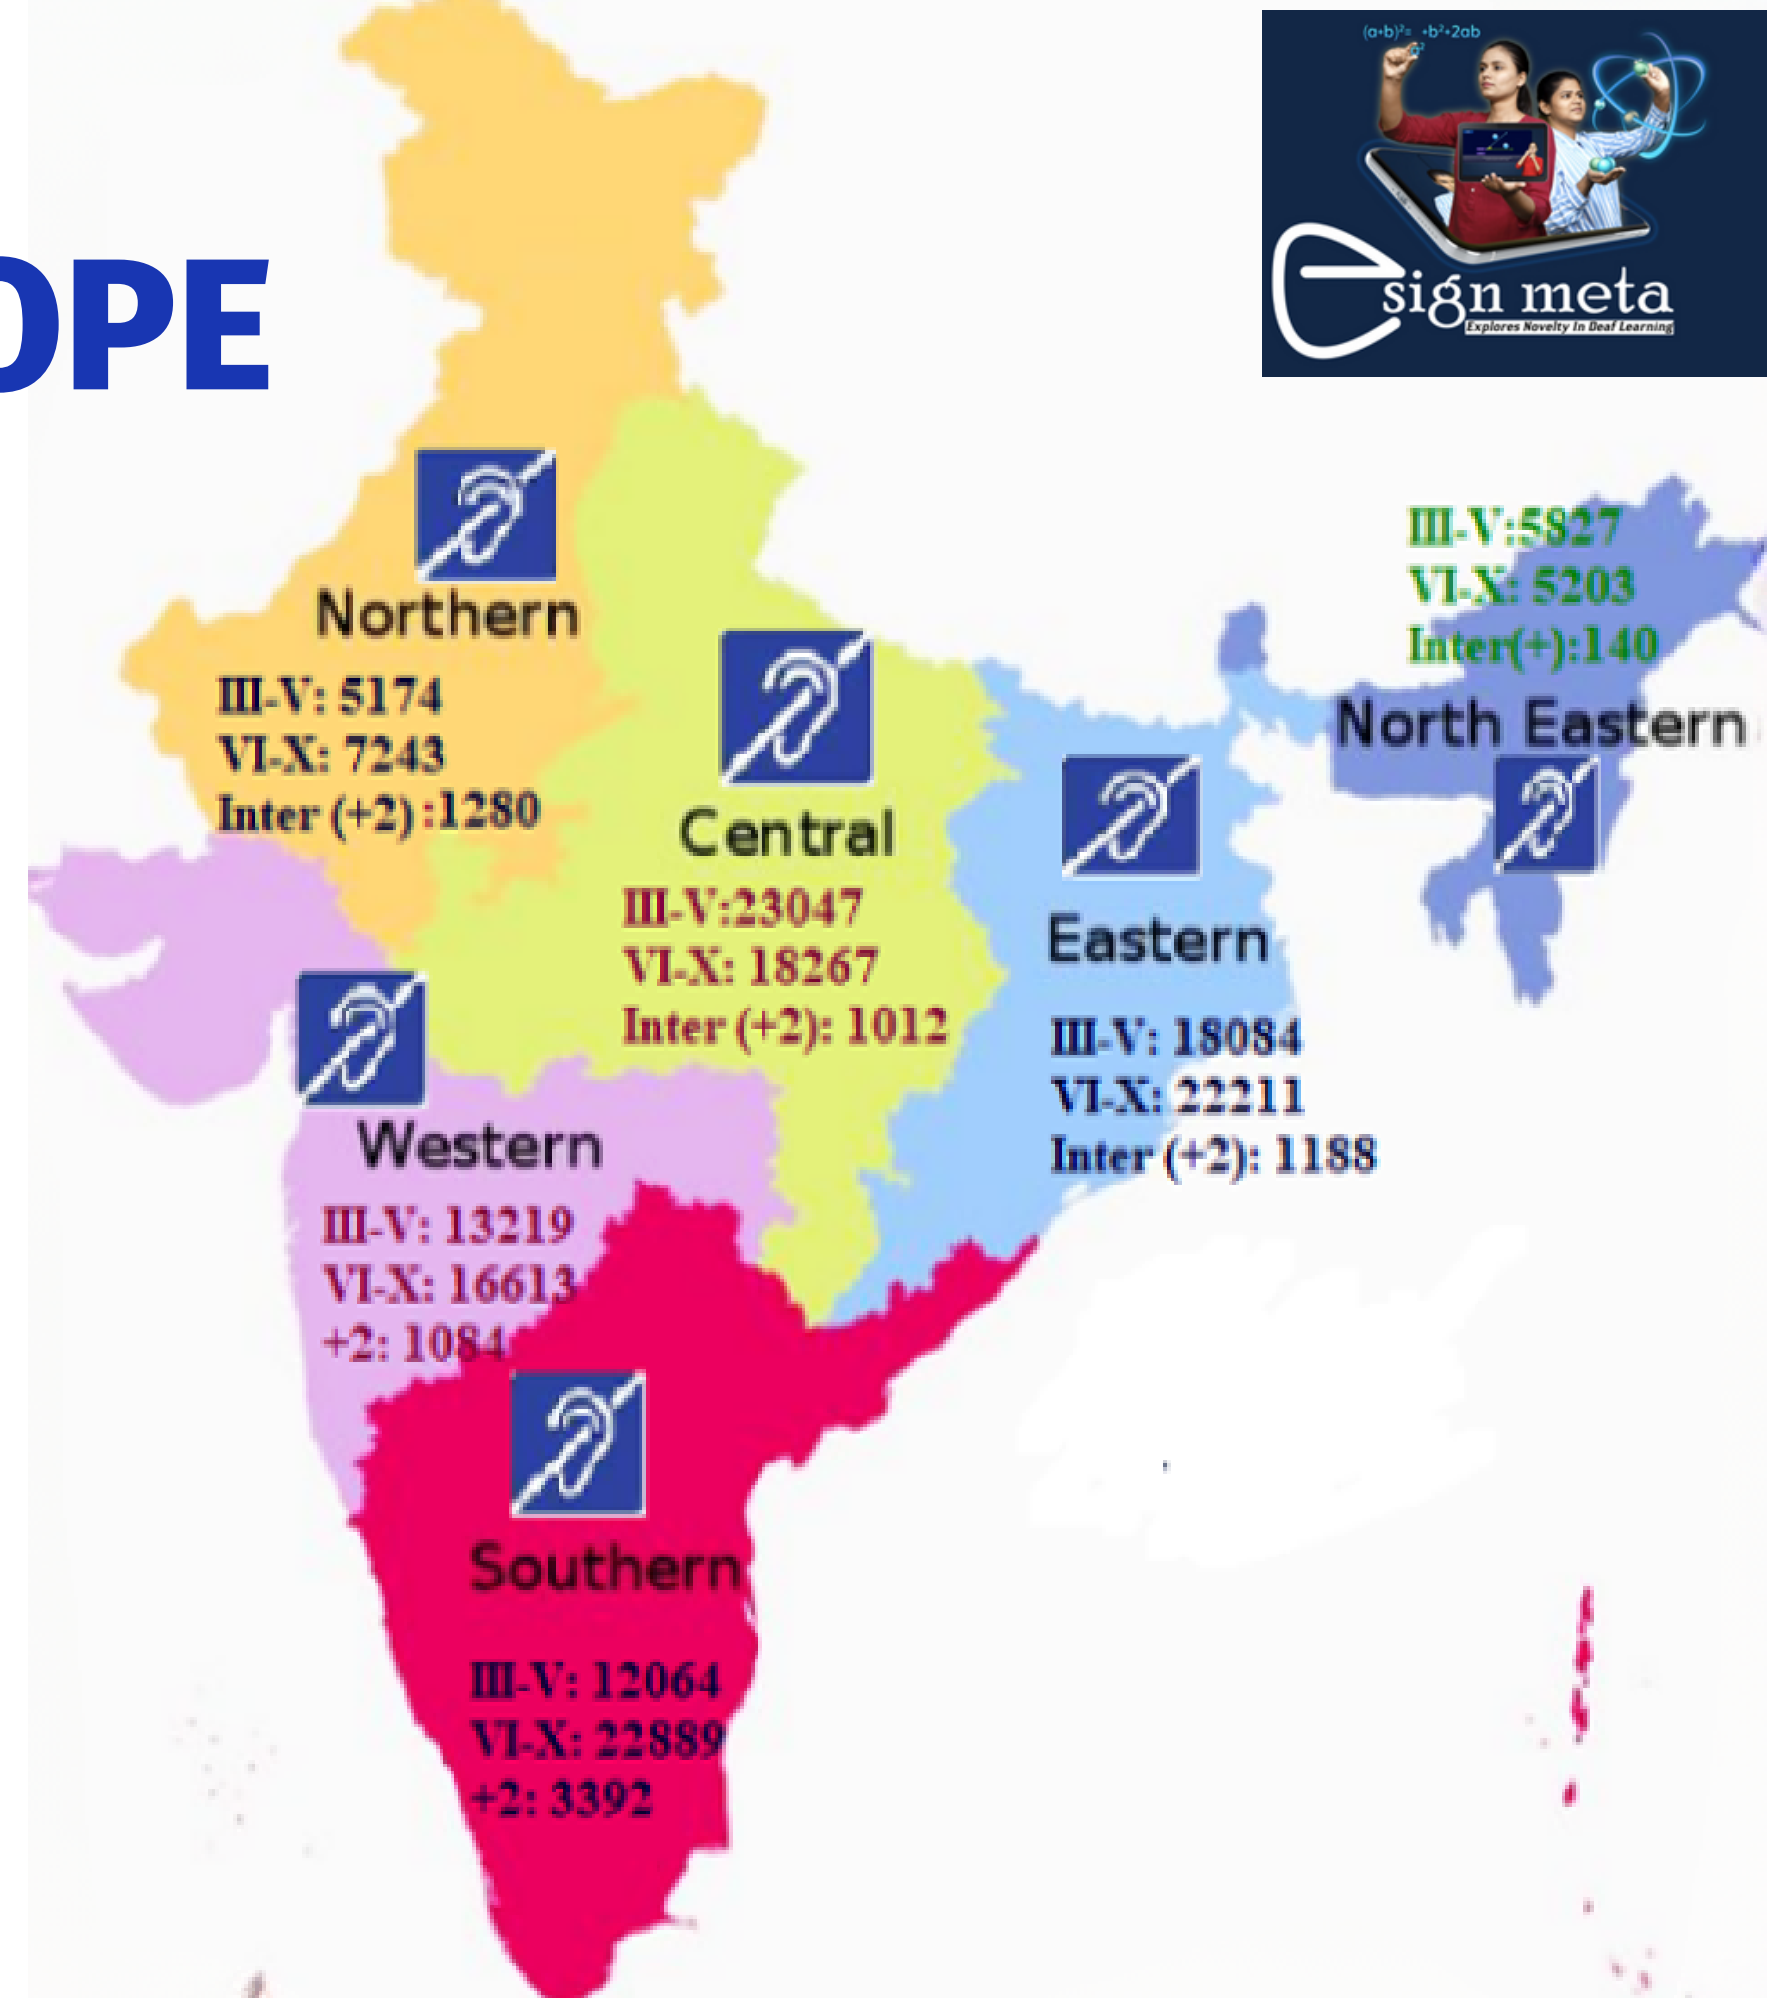 OPE
(a+b)²= +b²+2ab
a²
esign meta
Explores Novelty In Deaf Learning
Northern
III-V: 5174
VI-X: 7243
Inter (+2) :1280
III-V:5827
VI-X: 5203
Inter(+):140
North Eastern
Central
III-V:23047
VI-X: 18267
Inter (+2): 1012
Eastern
III-V: 18084
VI-X: 22211
Inter (+2): 1188
Western
III-V: 13219
VI-X: 16613
+2: 1084
Southern
III-V: 12064
VI-X: 22889
+2: 3392